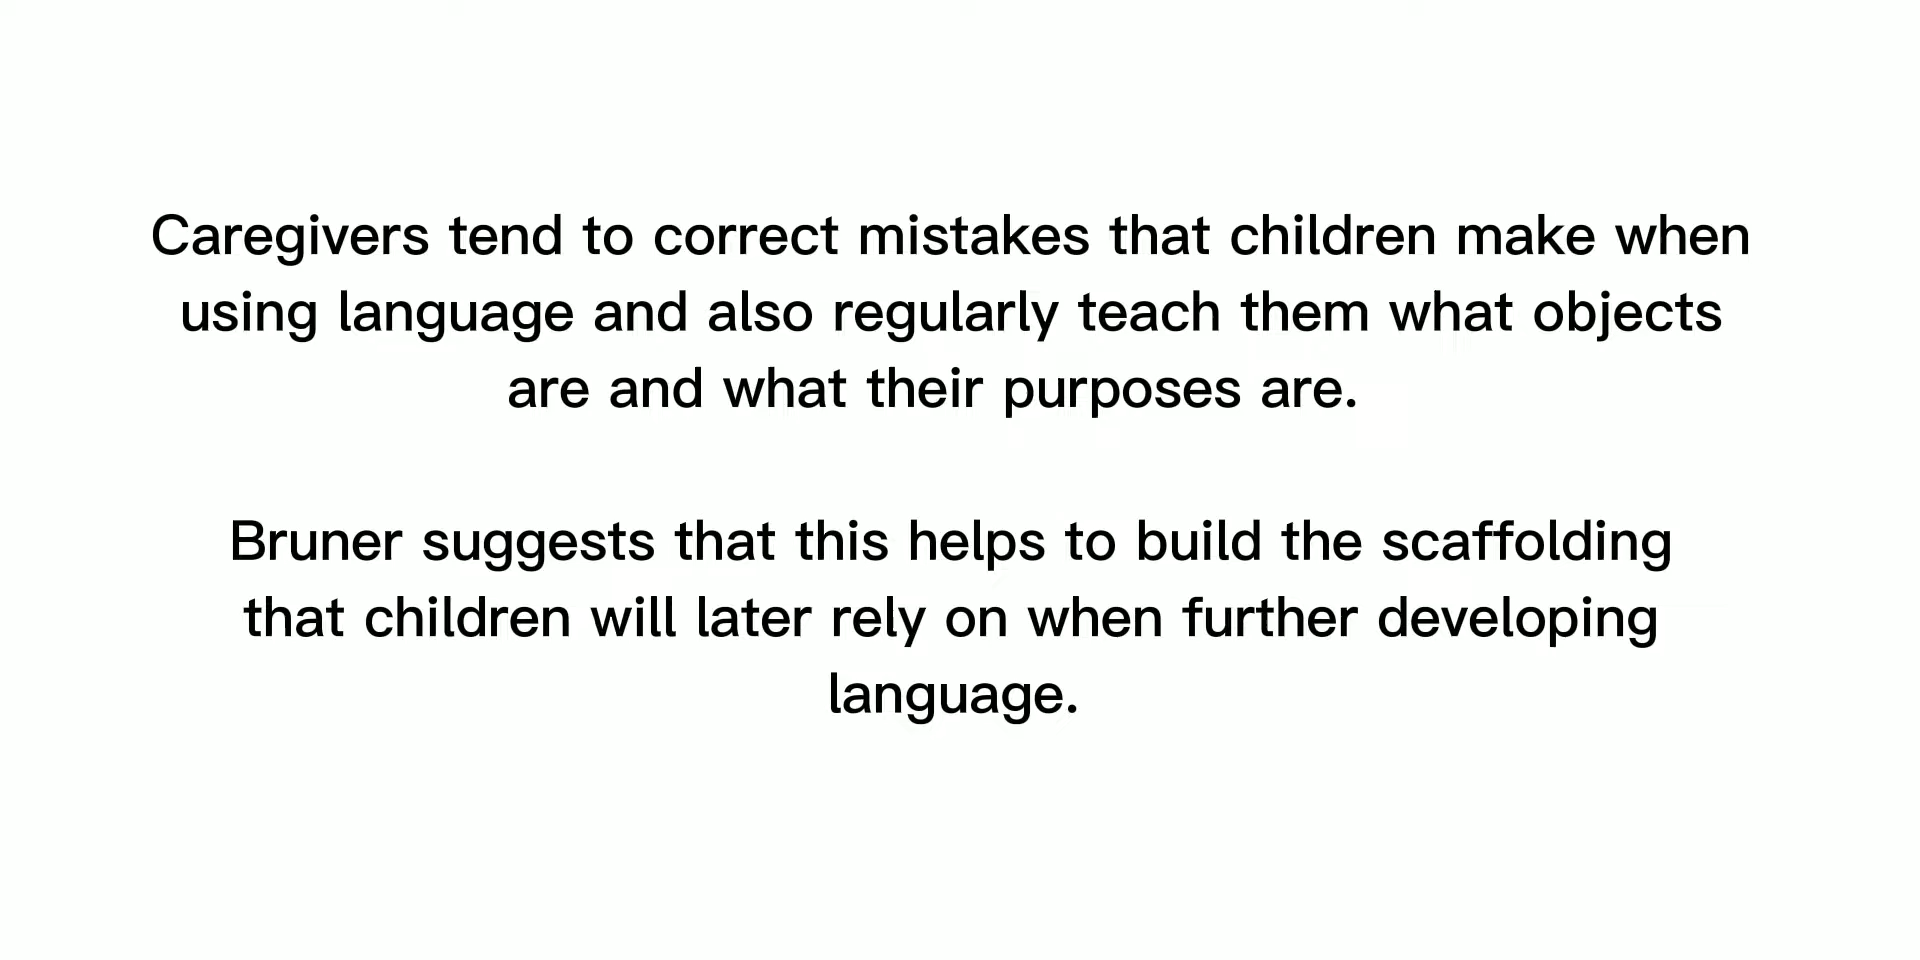 Caregivers tend to correct mistakes that children make when
using language and also regularly teach them what objects
are and what their purposes are.
Bruner suggests that this helps to build the scaffolding
that children will later rely on when further developing
language.